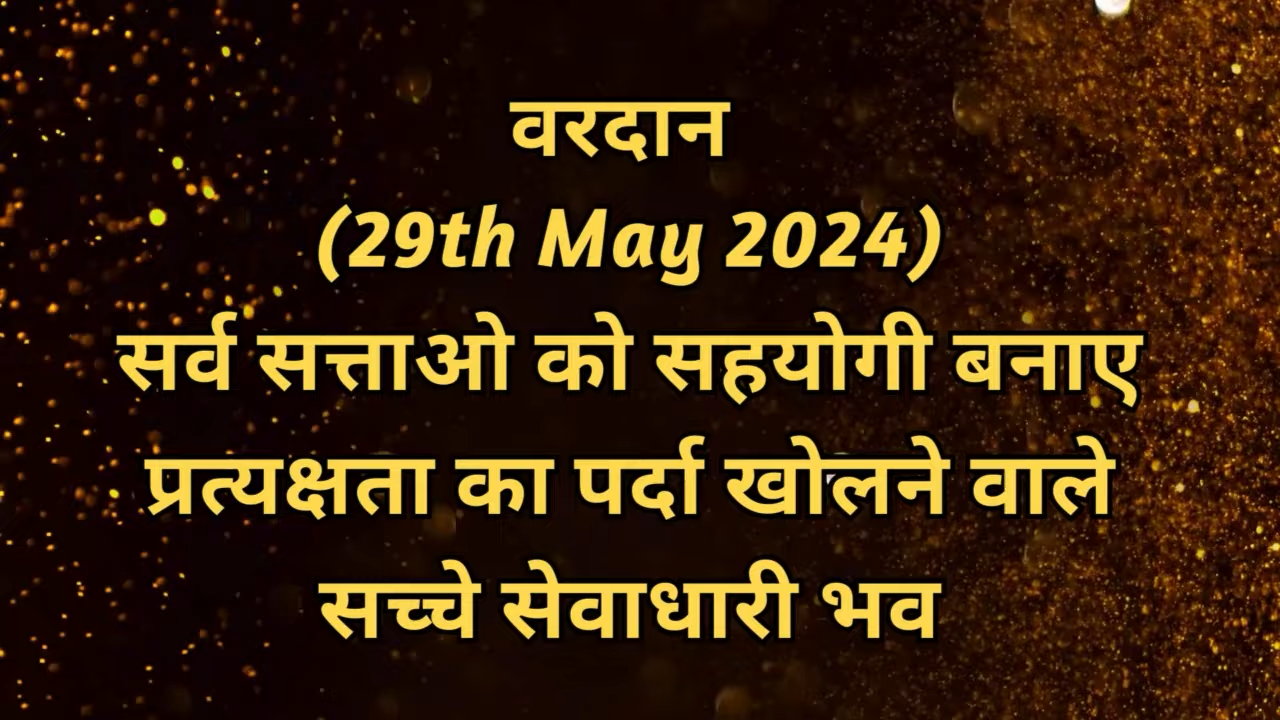 वरदान
(29th May 2024)
सर्व सत्ताओ को सहयोगी बनाए
प्रत्यक्षता का पर्दा खोलने वाले
सच्चे सेवाधारी भव